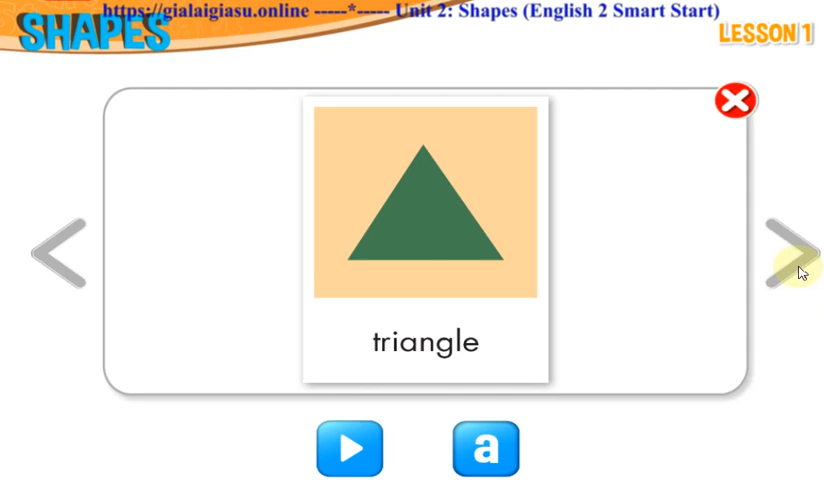 https://gialaigiasu.online -----*----- Unit 2: Shapes (English 2 Smart Start)
SHAPES
LESSON 1
triangle
a